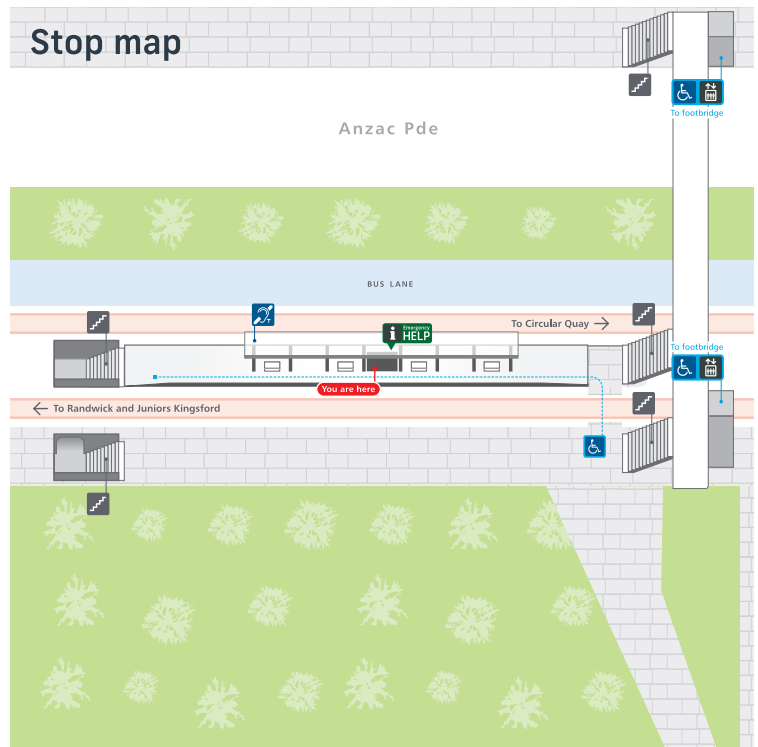 Stop map
To footbridge
Anzac Pde
BUS LANE
To Circular Quay
Emergency
HELP
To footbridge
You are here
To Randwick and Juniors Kingsford